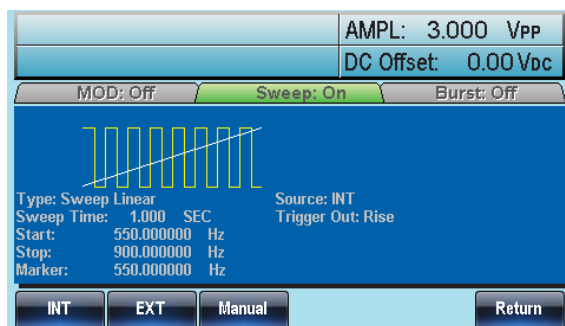 AMPL: 3.000 VPP
DC Offset: 0.00 VDC
MOD: Off Sweep: On Burst: Off
Type: Sweep Linear Source: INT
Sweep Time: 1.000 SEC Trigger Out: Rise
Start: 550.000000 Hz
Stop: 900.000000 Hz
Marker: 550.000000 Hz
INT EXT Manual Return